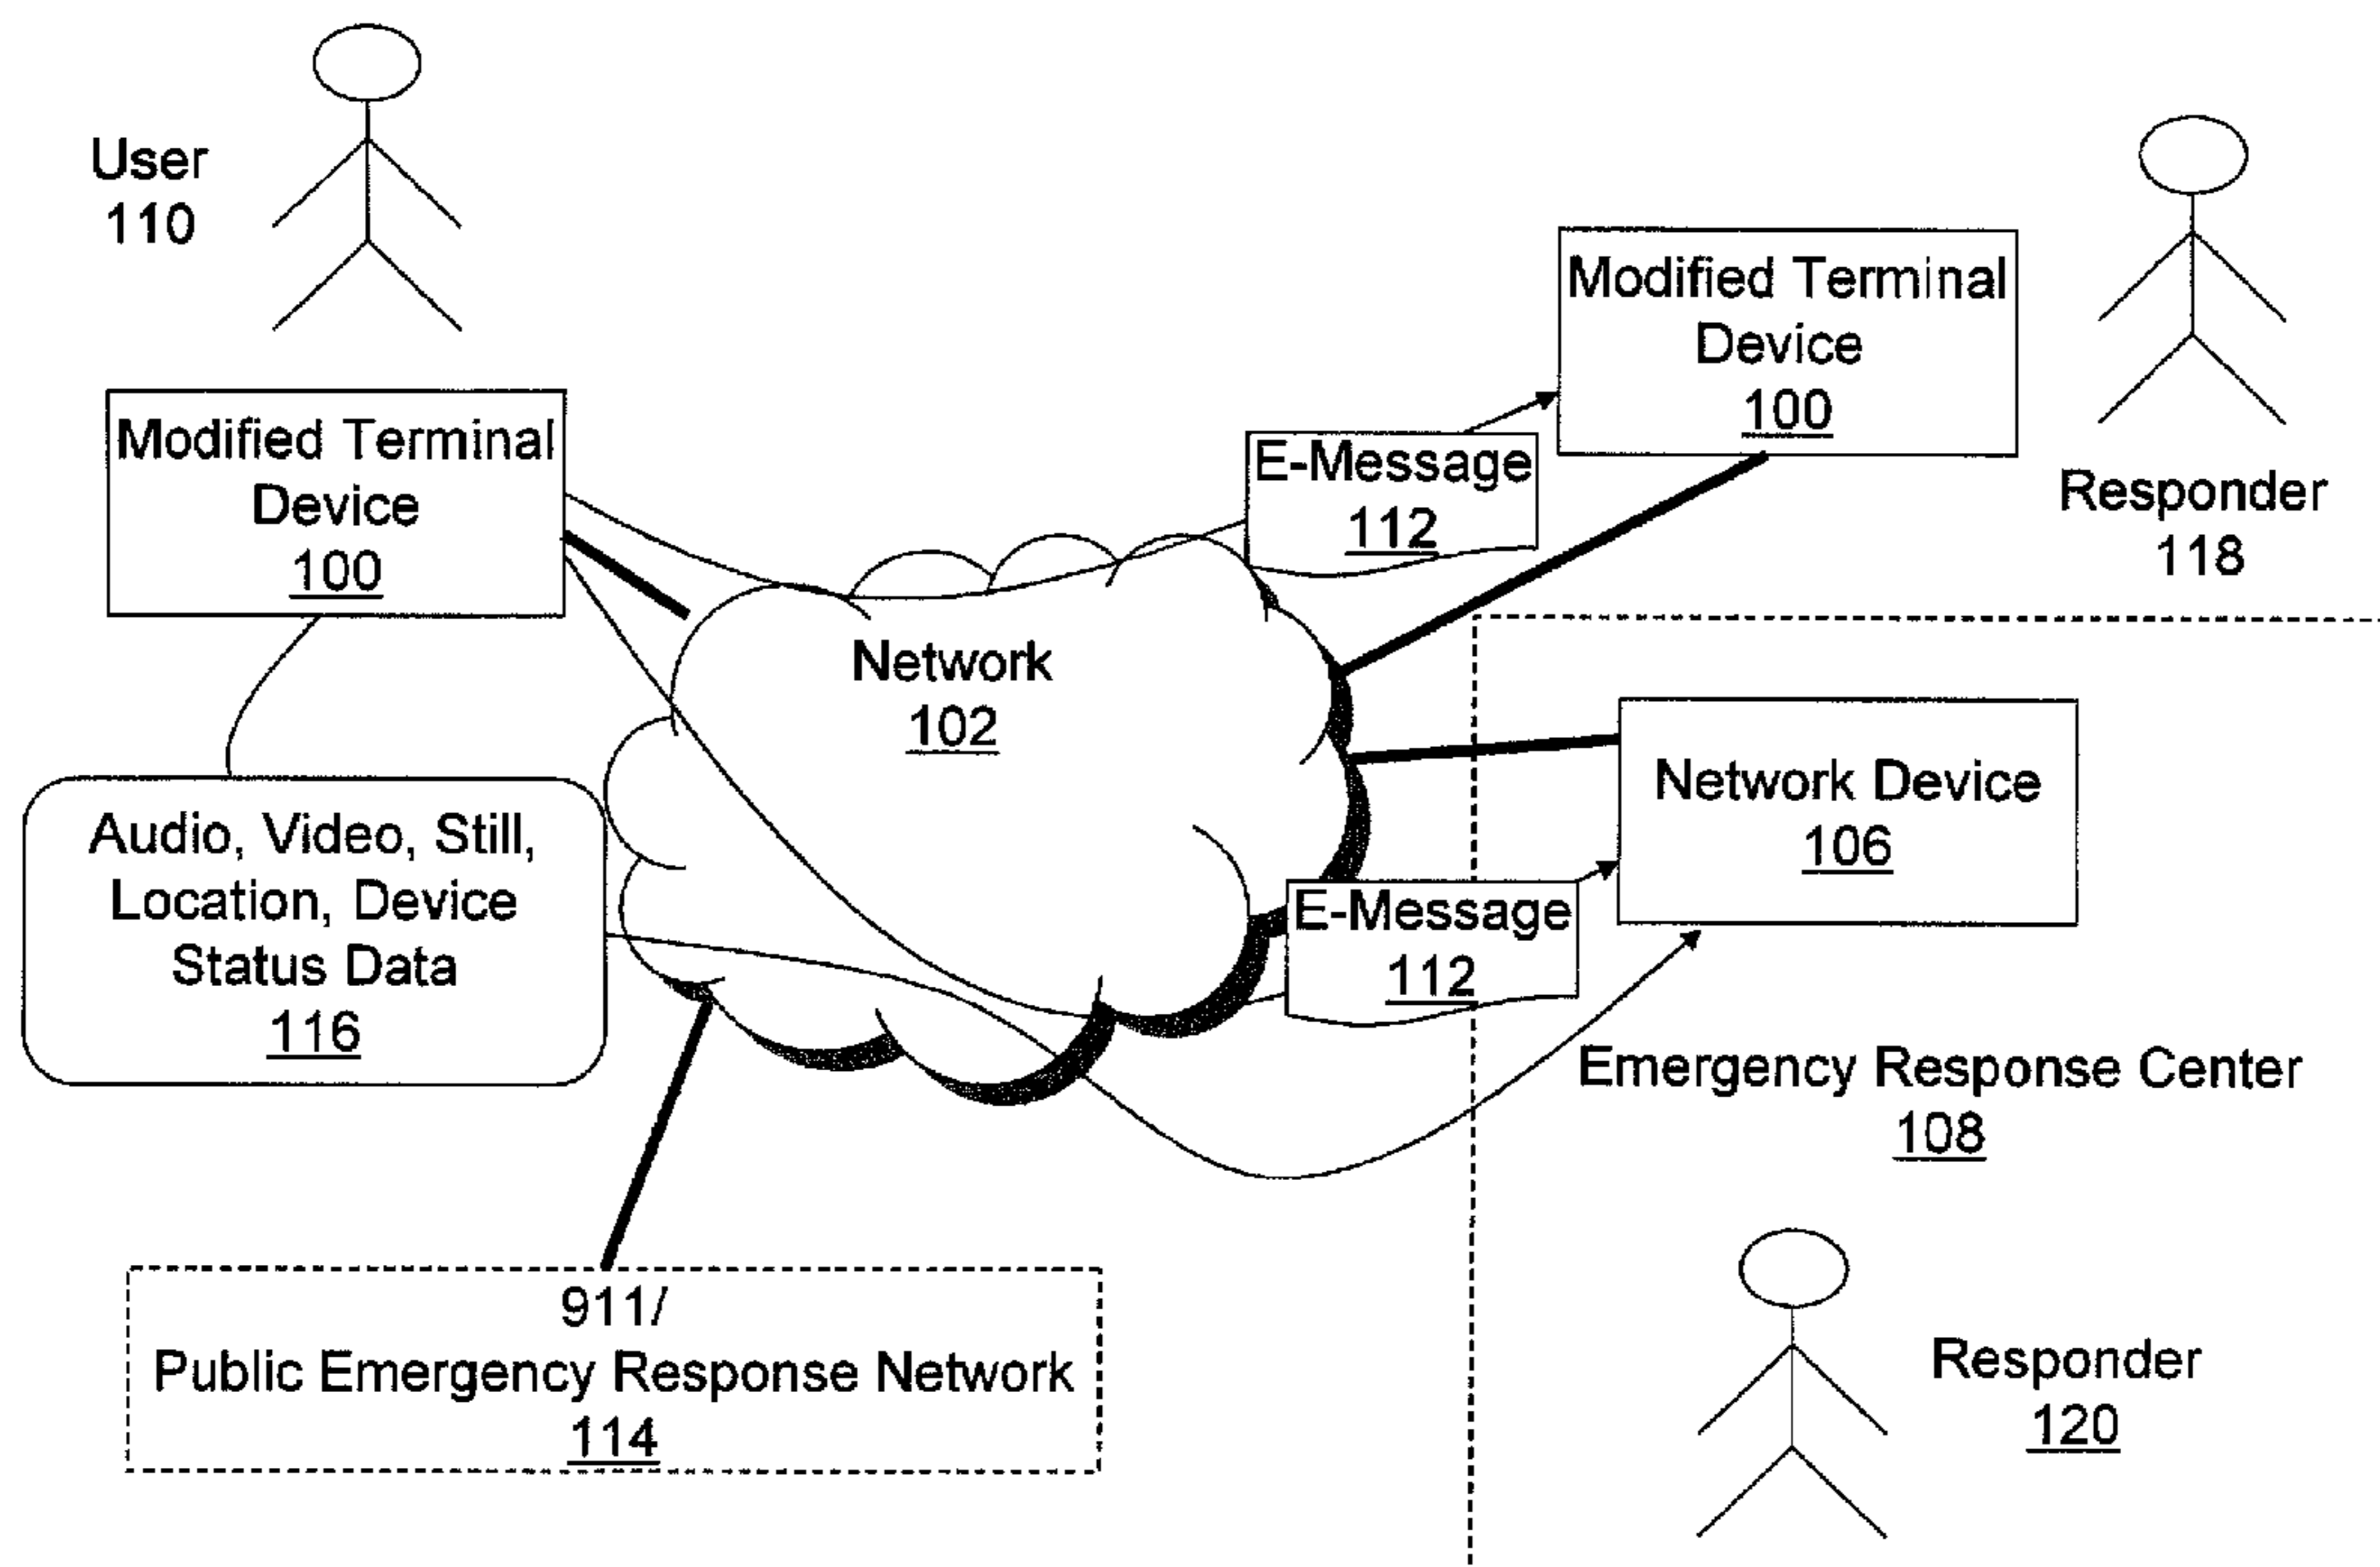 User
110
Modified Terminal
Device
100
Modified Terminal
Device
100
E-Message
112
Responder
118
Network
102
Network Device
106
Audio, Video, Still,
Location, Device
Status Data
116
E-Message
112
Emergency Response Center
108
911/
Public Emergency Response Network
114
Responder
120